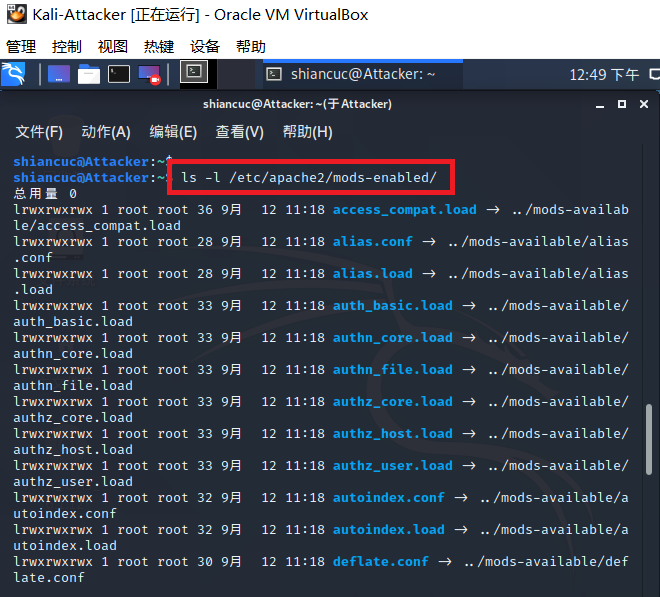 Kali-Attacker [正在运行] - Oracle VM VirtualBox
管理 控制 视图 热键 设备 帮助
shiancuc@Attacker: ~ 12:49 下午
shiancuc@Attacker: ~(于 Attacker)
文件(F) 动作(A) 编辑(E) 查看(V) 帮助(H)
shiancuc@Attacker:~$
shiancuc@Attacker:~$ ls -l /etc/apache2/mods-enabled/
总用量 0
lrwxrwxrwx 1 root root 36 9月  12 11:18 access_compat.load → ../mods-availab
le/access_compat.load
lrwxrwxrwx 1 root root 28 9月  12 11:18 alias.conf → ../mods-available/alias
.conf
lrwxrwxrwx 1 root root 28 9月  12 11:18 alias.load → ../mods-available/alias
.load
lrwxrwxrwx 1 root root 33 9月  12 11:18 auth_basic.load → ../mods-available/
auth_basic.load
lrwxrwxrwx 1 root root 33 9月  12 11:18 authn_core.load → ../mods-available/
authn_core.load
lrwxrwxrwx 1 root root 33 9月  12 11:18 authn_file.load → ../mods-available/
authn_file.load
lrwxrwxrwx 1 root root 33 9月  12 11:18 authz_core.load → ../mods-available/
authz_core.load
lrwxrwxrwx 1 root root 33 9月  12 11:18 authz_host.load → ../mods-available/
authz_host.load
lrwxrwxrwx 1 root root 33 9月  12 11:18 authz_user.load → ../mods-available/
authz_user.load
lrwxrwxrwx 1 root root 32 9月  12 11:18 autoindex.conf → ../mods-available/a
utoindex.conf
lrwxrwxrwx 1 root root 32 9月  12 11:18 autoindex.load → ../mods-available/a
utoindex.load
lrwxrwxrwx 1 root root 30 9月  12 11:18 deflate.conf → ../mods-available/def
late.conf